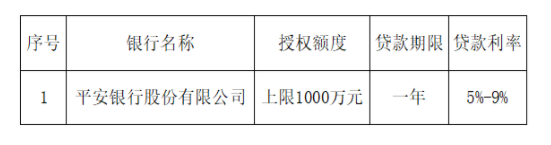 序号 银行名称 授权额度 贷款期限 贷款利率
1 平安银行股份有限公司 上限1000万元 一年 5%-9%